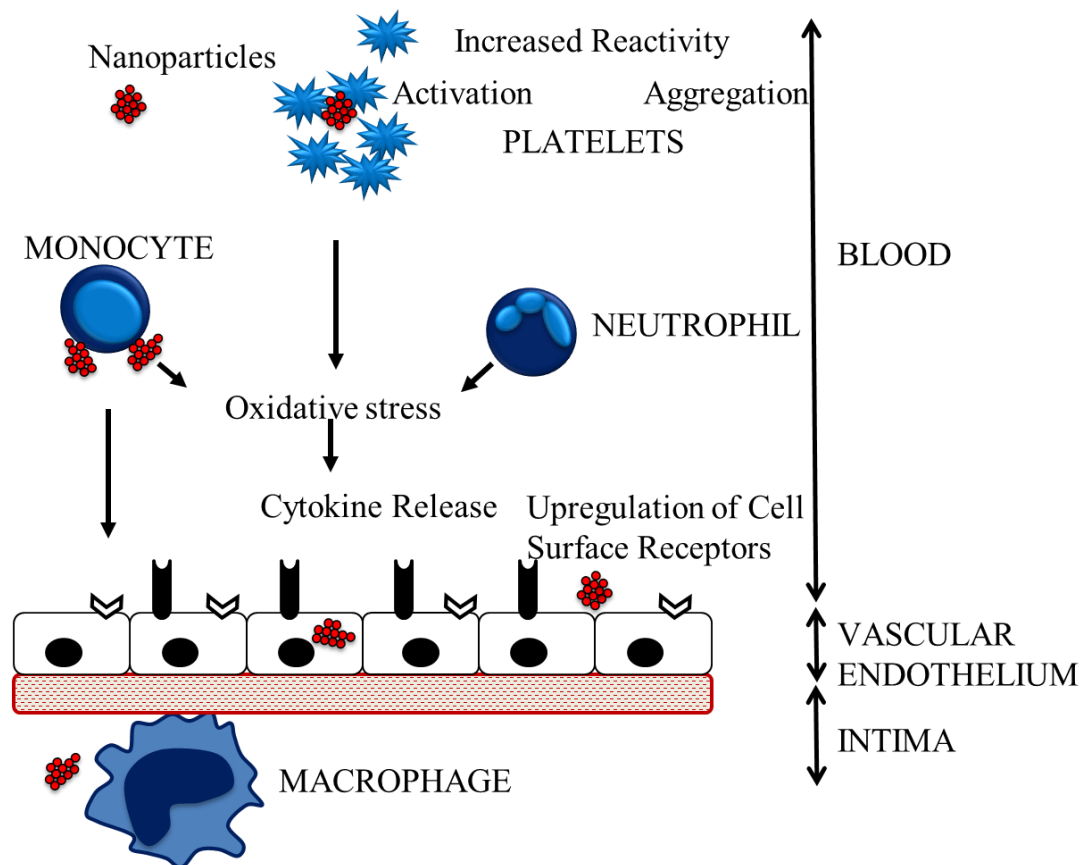 Increased Reactivity
Nanoparticles
Activation
Aggregation
PLATELETS
MONOCYTE
BLOOD
NEUTROPHIL
Oxidative stress
Cytokine Release
Upregulation of Cell
Surface Receptors
VASCULAR
ENDOTHELIUM
INTIMA
MACROPHAGE